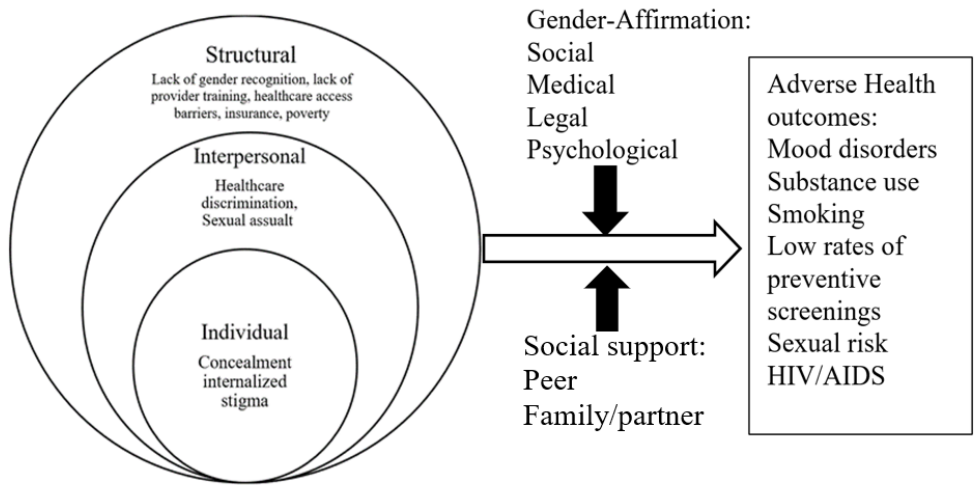 Structural
Lack of gender recognition, lack of
provider training, healthcare access
barriers, insurance, poverty
Interpersonal
Healthcare
discrimination,
Sexual assualt
Individual
Concealment
internalized
stigma
Gender-Affirmation:
Social
Medical
Legal
Psychological
Social support:
Peer
Family/partner
Adverse Health
outcomes:
Mood disorders
Substance use
Smoking
Low rates of
preventive
screenings
Sexual risk
HIV/AIDS